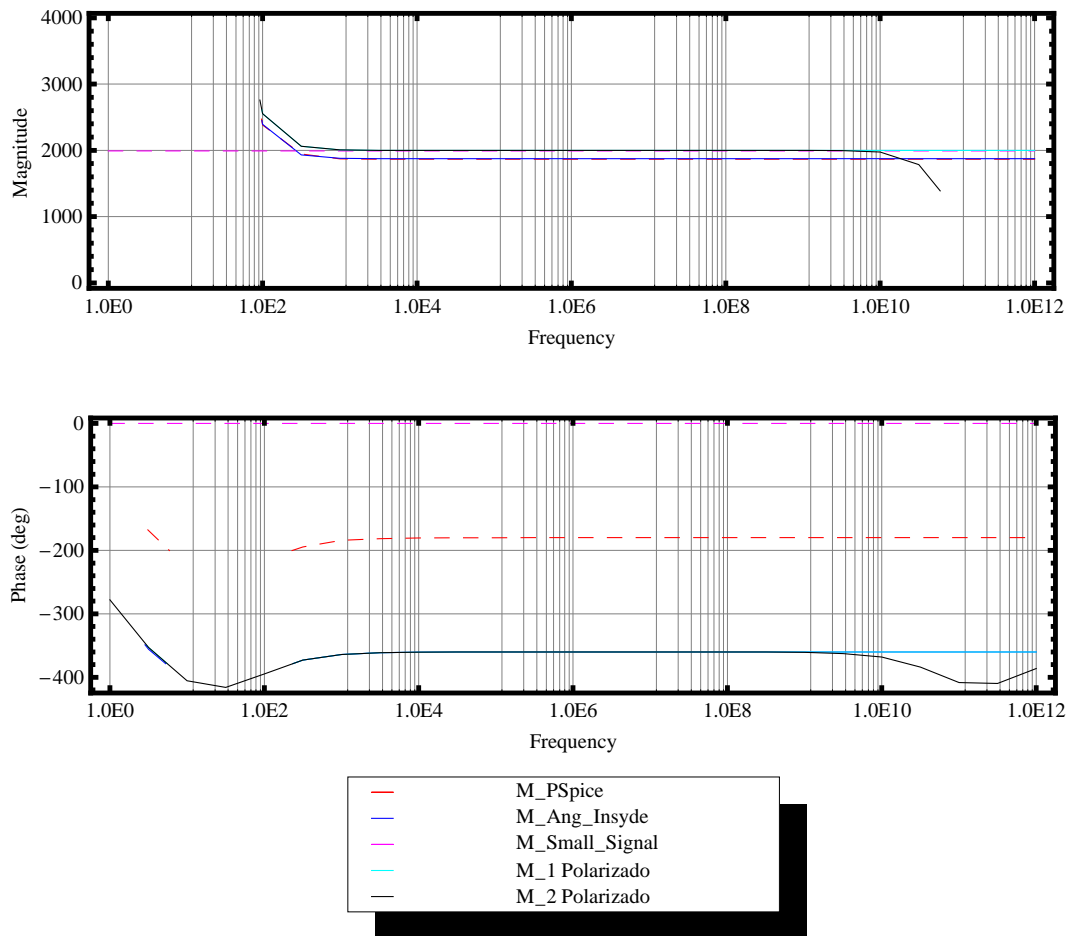 4000
3000
2000
1000
0
Magnitude
1.0E0 1.0E2 1.0E4 1.0E6 1.0E8 1.0E10 1.0E12
Frequency
0
−100
−200
−300
−400
Phase (deg)
1.0E0 1.0E2 1.0E4 1.0E6 1.0E8 1.0E10 1.0E12
Frequency
M_PSpice
M_Ang_Insyde
M_Small_Signal
M_1 Polarizado
M_2 Polarizado